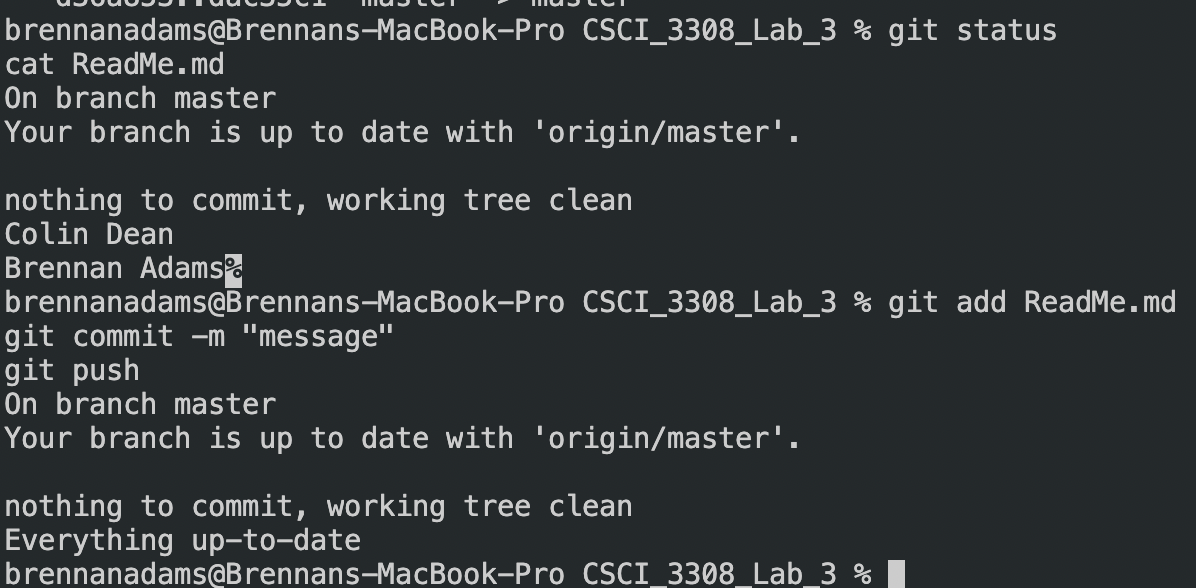 master -> master
brennanadams@Brennans-MacBook-Pro CSCI_3308_Lab_3 % git status
cat ReadMe.md
On branch master
Your branch is up to date with 'origin/master'.
nothing to commit, working tree clean
Colin Dean
Brennan Adams%
brennanadams@Brennans-MacBook-Pro CSCI_3308_Lab_3 % git add ReadMe.md
git commit -m "message"
git push
On branch master
Your branch is up to date with 'origin/master'.
nothing to commit, working tree clean
Everything up-to-date
brennanadams@Brennans-MacBook-Pro CSCI_3308_Lab_3 %